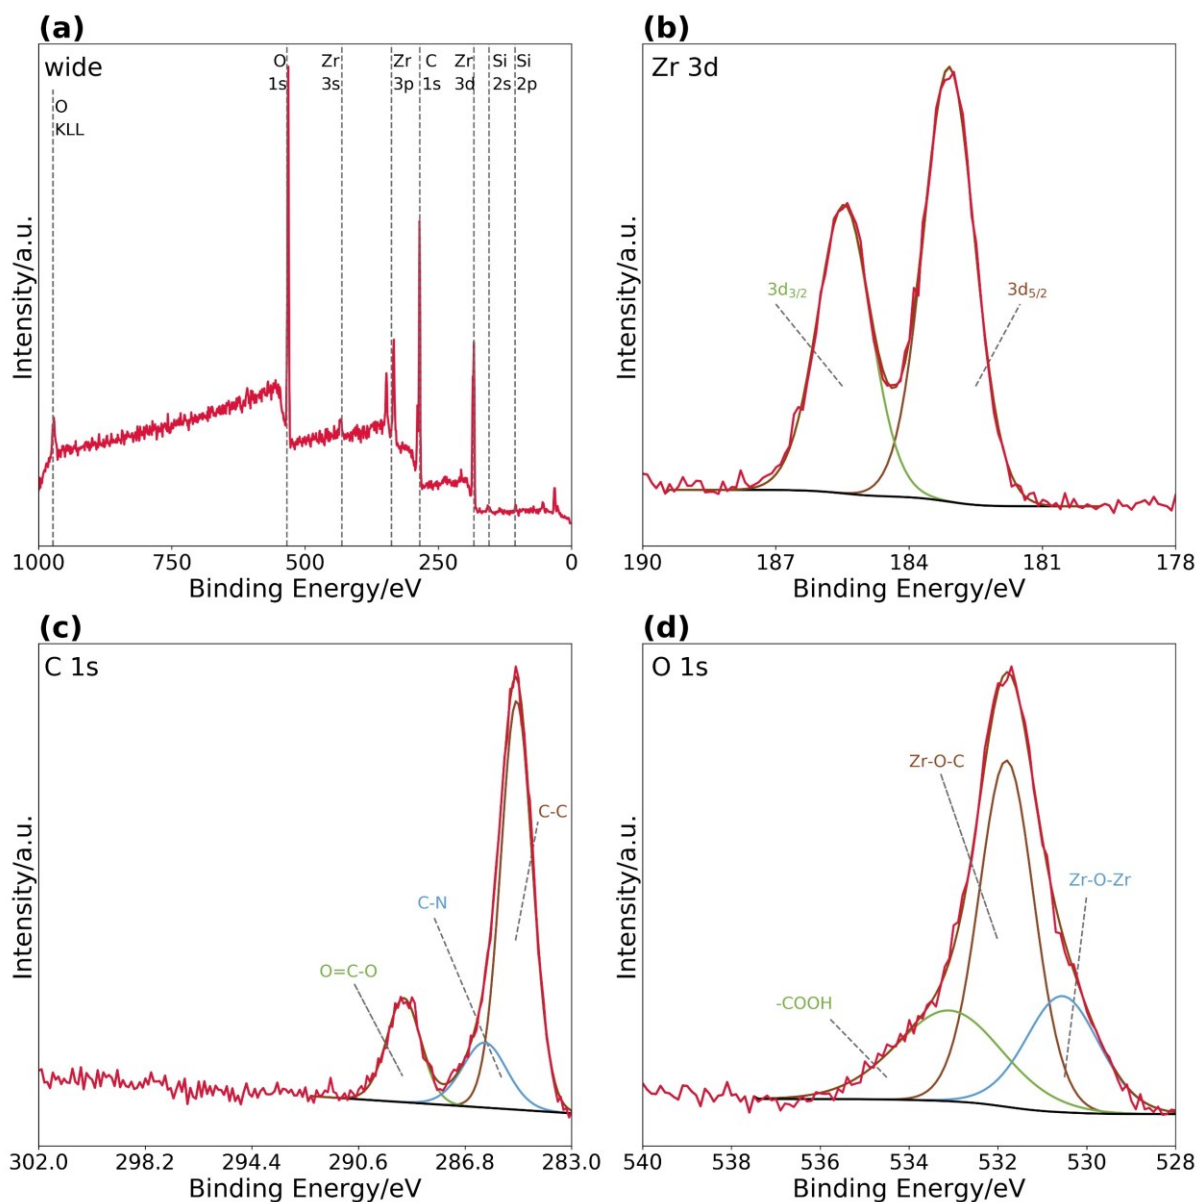 (a)
wide
O
1s
Zr
3s
Zr
3p
C
1s
Zr
3d
Si
2s
Si
2p
O
KLL
Intensity/a.u.
1000 750 500 250 0
Binding Energy/eV
(b)
Zr 3d
3d3/2
3d5/2
Intensity/a.u.
190 187 184 181 178
Binding Energy/eV
(c)
C 1s
C-C
C-N
O=C-O
Intensity/a.u.
302.0 298.2 294.4 290.6 286.8 283.0
Binding Energy/eV
(d)
O 1s
Zr-O-C
Zr-O-Zr
-COOH
Intensity/a.u.
540 538 536 534 532 530 528
Binding Energy/eV